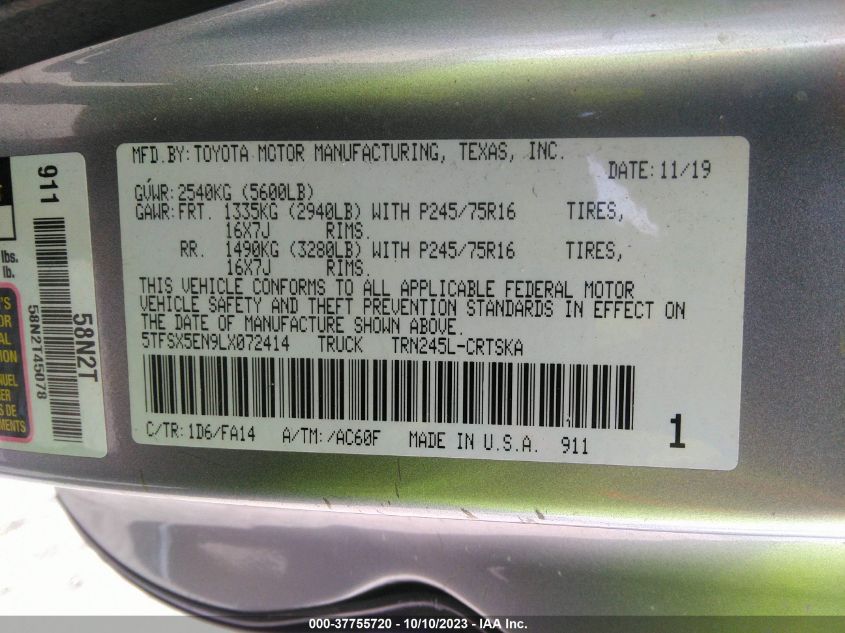 MFD.BY:TOYOTA MOTOR MANUFACTURING, TEXAS, INC.
DATE:11/19
GVWR:2540KG (5600LB)
GAWR:FRT. 1335KG (2940LB) WITH P245/75R16 TIRES,
16X7J RIMS.
RR. 1490KG (3280LB) WITH P245/75R16 TIRES,
16X7J RIMS.
THIS VEHICLE CONFORMS TO ALL APPLICABLE FEDERAL MOTOR
VEHICLE SAFETY AND THEFT PREVENTION STANDARDS IN EFFECT ON
THE DATE OF MANUFACTURE SHOWN ABOVE.
5TFSX5EN9LX072414 TRUCK TRN245L-CRTSKA
C/TR:1D6/FA14 A/TM:/AC60F MADE IN U.S.A. 911
1
911
58N2T
58N2T45078
lbs.
lb.
000-37755720 - 10/10/2023 - IAA Inc.